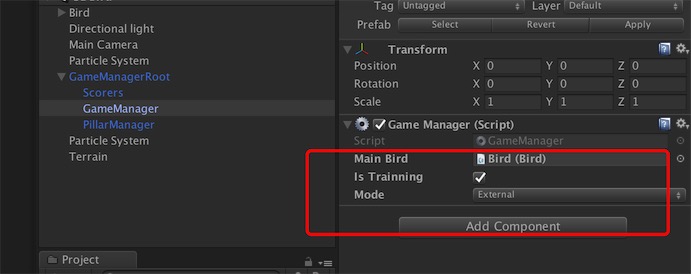 Bird
Directional light
Main Camera
Particle System
GameManagerRoot
Scorers
GameManager
PillarManager
Particle System
Terrain
Project
Tag Untagged Layer Default
Prefab Select Revert Apply
Transform
Position X 0 Y 0 Z 0
Rotation X 0 Y 0 Z 0
Scale X 1 Y 1 Z 1
Game Manager (Script)
Script GameManager
Main Bird Bird (Bird)
Is Trainning
Mode External
Add Component